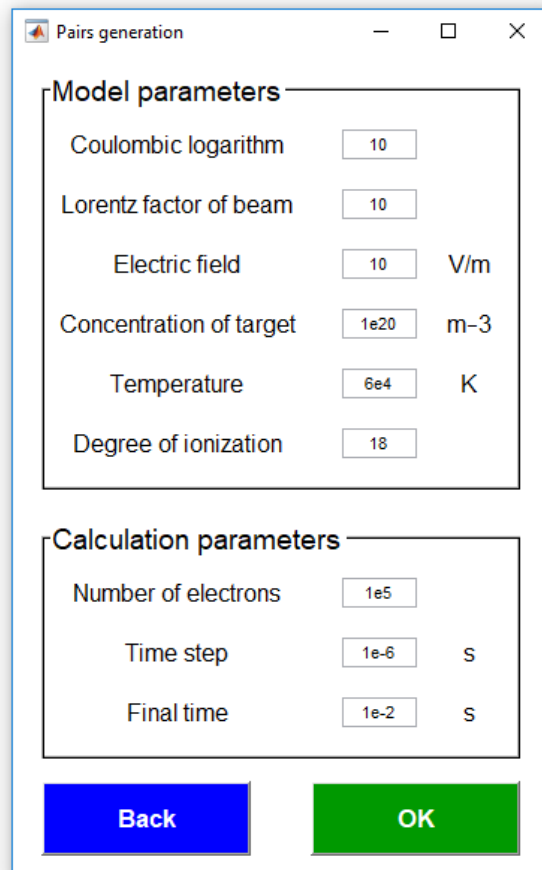 Pairs generation
Model parameters
Coulombic logarithm 10
Lorentz factor of beam 10
Electric field 10 V/m
Concentration of target 1e20 m-3
Temperature 6e4 K
Degree of ionization 18
Calculation parameters
Number of electrons 1e5
Time step 1e-6 s
Final time 1e-2 s
Back OK